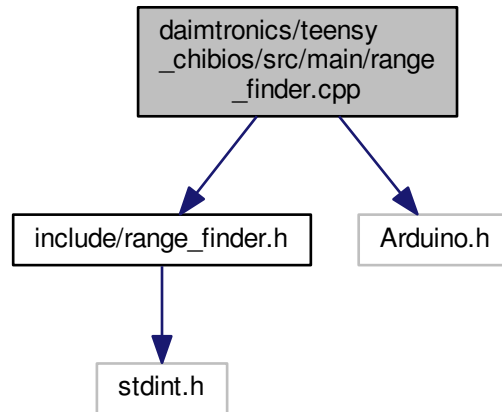 daimtronics/teensy
_chibios/src/main/range
_finder.cpp
include/range_finder.h
Arduino.h
stdint.h